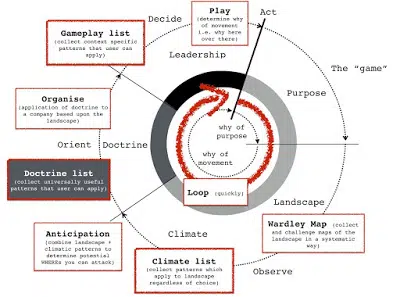 Decide
Play
(determine why
of movement
(i.e. why here
over there)
Act
Gameplay list
(collect context specific
patterns that user can
apply)
Leadership
The “game”
Purpose
Organise
(application of doctrine to
a company based upon the
landscape)
why of
purpose
Orient
Doctrine
why of
movement
Doctrine list
(collect universally useful
patterns that user can apply)
Loop (quickly)
Landscape
Anticipation
(combine landscape +
climatic patterns to
determine potential
WHEREs you can attack)
Climate
Wardley Map (collect
and challenge maps of the
landscape in a systematic
way)
Climate list
(collect patterns which
apply to landscape
regardless of choice)
Observe